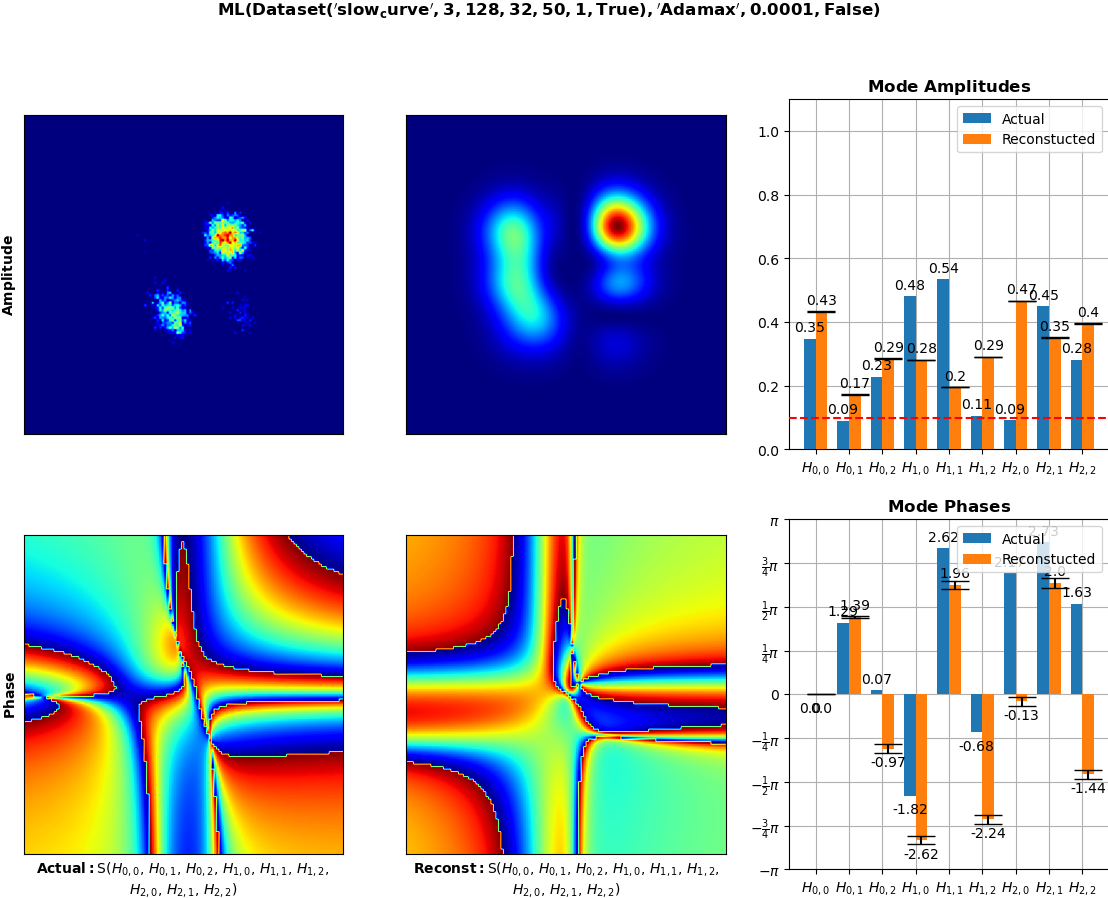 ML(Dataset('slow_curve', 3, 128, 32, 50, 1, True), 'Adamax', 0.0001, False)
Amplitude
Mode Amplitudes
Actual
Reconstucted
1.0
0.8
0.6
0.4
0.2
0.0
0.35
0.43
0.09
0.17
0.23
0.29
0.48
0.28
0.54
0.2
0.11
0.29
0.09
0.47
0.45
0.35
0.28
0.4
H0,0 H0,1 H0,2 H1,0 H1,1 H1,2 H2,0 H2,1 H2,2
Phase
Actual: S(H0,0, H0,1, H0,2, H1,0, H1,1, H1,2,
H2,0, H2,1, H2,2)
Reconst: S(H0,0, H0,1, H0,2, H1,0, H1,1, H1,2,
H2,0, H2,1, H2,2)
Mode Phases
Actual
Reconstucted
π
3/4π
1/2π
1/4π
0
−1/4π
−1/2π
−3/4π
−π
0.0
0.0
1.29
1.39
0.07
-0.97
-1.82
-2.62
2.62
1.96
-0.68
-2.24
-0.13
2.73
2.0
1.63
-1.44
H0,0 H0,1 H0,2 H1,0 H1,1 H1,2 H2,0 H2,1 H2,2